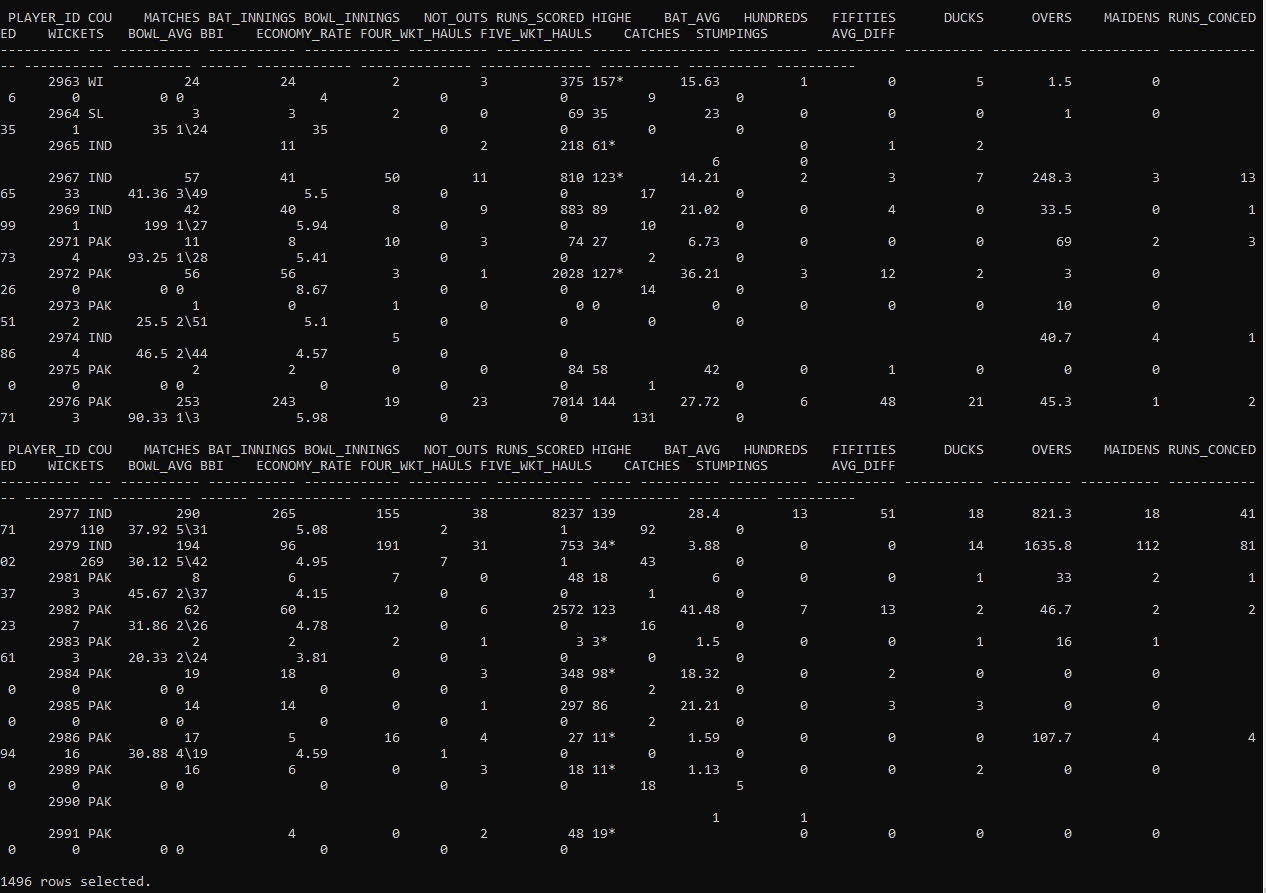 PLAYER_ID COU MATCHES BAT_INNINGS BOWL_INNINGS NOT_OUTS RUNS_SCORED HIGHE BAT_AVG HUNDREDS FIFITIES DUCKS OVERS MAIDENS RUNS_CONCED
ED WICKETS BOWL_AVG BBI ECONOMY_RATE FOUR_WKT_HAULS FIVE_WKT_HAULS CATCHES STUMPINGS AVG_DIFF
---------- --- ---------- ----------- ------------ ---------- ----------- ----- ---------- ---------- ---------- ---------- ---------- ---------- -----------
-- ---------- ---------- ------ ------------ -------------- -------------- ---------- ---------- ----------
2963 WI 24 24 2 3 375 157* 15.63 1 0 5 1.5 0
6 0 0 0 4 0 0 9 0
2964 SL 3 3 2 0 69 35 23 0 0 0 1 0
35 1 35 1\24 35 0 0 0 0
2965 IND 11 2 218 61* 0 1 2
6 0
2967 IND 57 41 50 11 810 123* 14.21 2 3 7 248.3 3 13
65 33 41.36 3\49 5.5 0 0 17 0
2969 IND 42 40 8 9 883 89 21.02 0 4 0 33.5 0 1
99 1 199 1\27 5.94 0 0 10 0
2971 PAK 11 8 10 3 74 27 6.73 0 0 0 69 2 3
73 4 93.25 1\28 5.41 0 0 2 0
2972 PAK 56 56 3 1 2028 127* 36.21 3 12 2 3 0
26 0 0 0 8.67 0 0 14 0
2973 PAK 1 0 1 0 0 0 0 0 0 0 10 0
51 2 25.5 2\51 5.1 0 0 0 0
2974 IND 5 40.7 4 1
86 4 46.5 2\44 4.57 0 0
2975 PAK 2 2 0 0 84 58 42 0 1 0 0 0
0 0 0 0 0 0 0 1 0
2976 PAK 253 243 19 23 7014 144 27.72 6 48 21 45.3 1 2
71 3 90.33 1\3 5.98 0 0 131 0
PLAYER_ID COU MATCHES BAT_INNINGS BOWL_INNINGS NOT_OUTS RUNS_SCORED HIGHE BAT_AVG HUNDREDS FIFITIES DUCKS OVERS MAIDENS RUNS_CONCED
ED WICKETS BOWL_AVG BBI ECONOMY_RATE FOUR_WKT_HAULS FIVE_WKT_HAULS CATCHES STUMPINGS AVG_DIFF
---------- --- ---------- ----------- ------------ ---------- ----------- ----- ---------- ---------- ---------- ---------- ---------- ---------- -----------
-- ---------- ---------- ------ ------------ -------------- -------------- ---------- ---------- ----------
2977 IND 290 265 155 38 8237 139 28.4 13 51 18 821.3 18 41
71 110 37.92 5\31 5.08 2 1 92 0
2979 IND 194 96 191 31 753 34* 3.88 0 0 14 1635.8 112 81
02 269 30.12 5\42 4.95 7 1 43 0
2981 PAK 8 6 7 0 48 18 6 0 0 1 33 2 1
37 3 45.67 2\37 4.15 0 0 1 0
2982 PAK 62 60 12 6 2572 123 41.48 7 13 2 46.7 2 2
23 7 31.86 2\26 4.78 0 0 16 0
2983 PAK 2 2 2 1 3 3* 1.5 0 0 1 16 1
61 3 20.33 2\24 3.81 0 0 0 0
2984 PAK 19 18 0 3 348 98* 18.32 0 2 0 0 0
0 0 0 0 0 0 0 2 0
2985 PAK 14 14 0 1 297 86 21.21 0 3 3 0 0
0 0 0 0 0 0 0 2 0
2986 PAK 17 5 16 4 27 11* 1.59 0 0 0 107.7 4 4
94 16 30.88 4\19 4.59 1 0 0 0
2989 PAK 16 6 0 3 18 11* 1.13 0 0 2 0 0
0 0 0 0 0 0 0 18 5
2990 PAK
1 1
2991 PAK 4 0 2 48 19* 0 0 0 0 0
0 0 0 0 0 0 0
1496 rows selected.